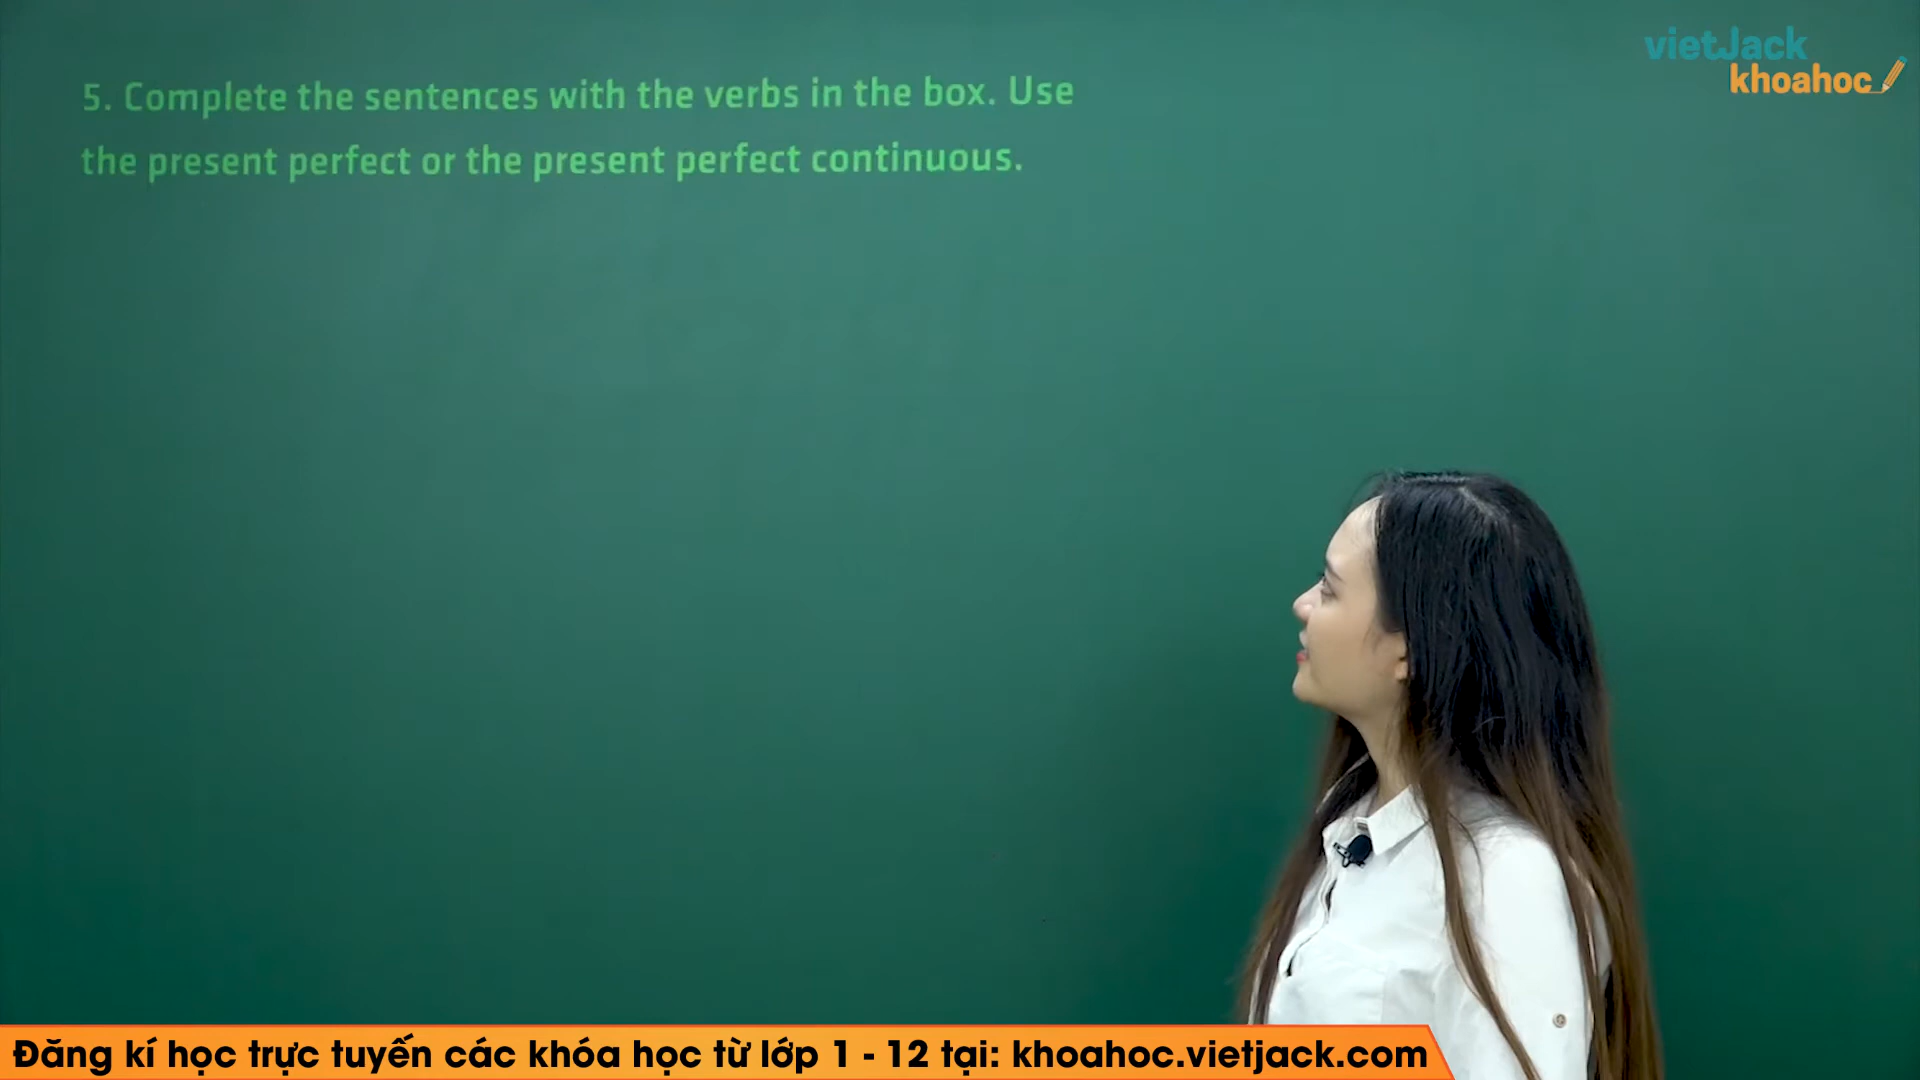 vietJack
khoahoc
5. Complete the sentences with the verbs in the box. Use
the present perfect or the present perfect continuous.
Đăng kí học trực tuyến các khóa học từ lớp 1 - 12 tại: khoahoc.vietjack.com